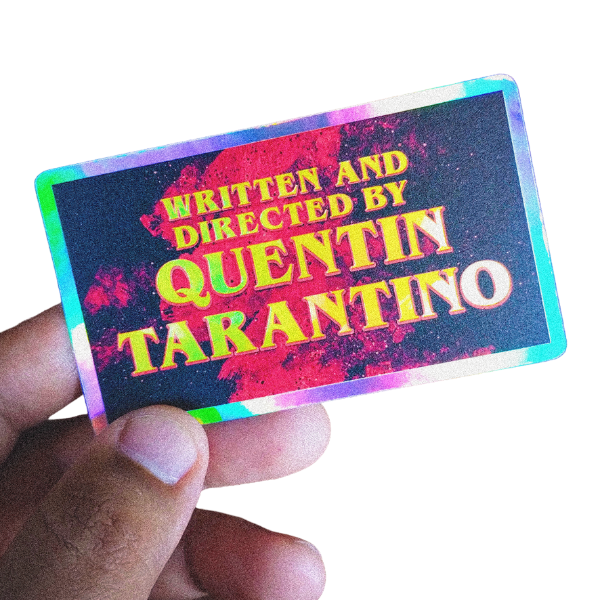 WRITTEN AND
DIRECTED BY
QUENTIN
TARANTINO